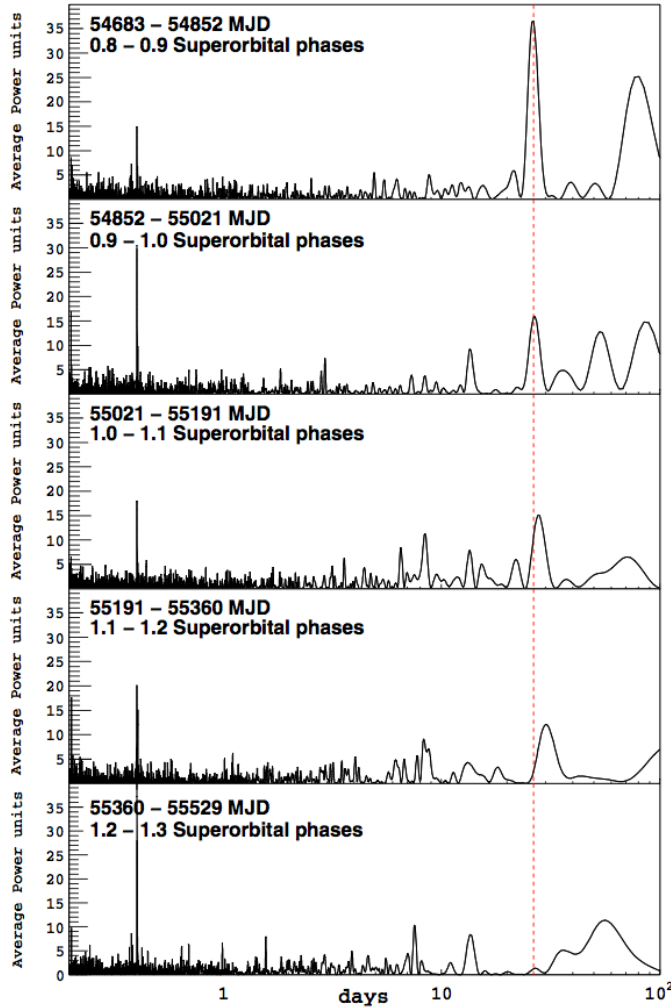 Average Power units
35
30
25
20
15
10
5
54683 – 54852 MJD
0.8 – 0.9 Superorbital phases
Average Power units
35
30
25
20
15
10
5
54852 – 55021 MJD
0.9 – 1.0 Superorbital phases
Average Power units
35
30
25
20
15
10
5
55021 – 55191 MJD
1.0 – 1.1 Superorbital phases
Average Power units
35
30
25
20
15
10
5
55191 – 55360 MJD
1.1 – 1.2 Superorbital phases
Average Power units
35
30
25
20
15
10
5
0
55360 – 55529 MJD
1.2 – 1.3 Superorbital phases
1 10 10²
days